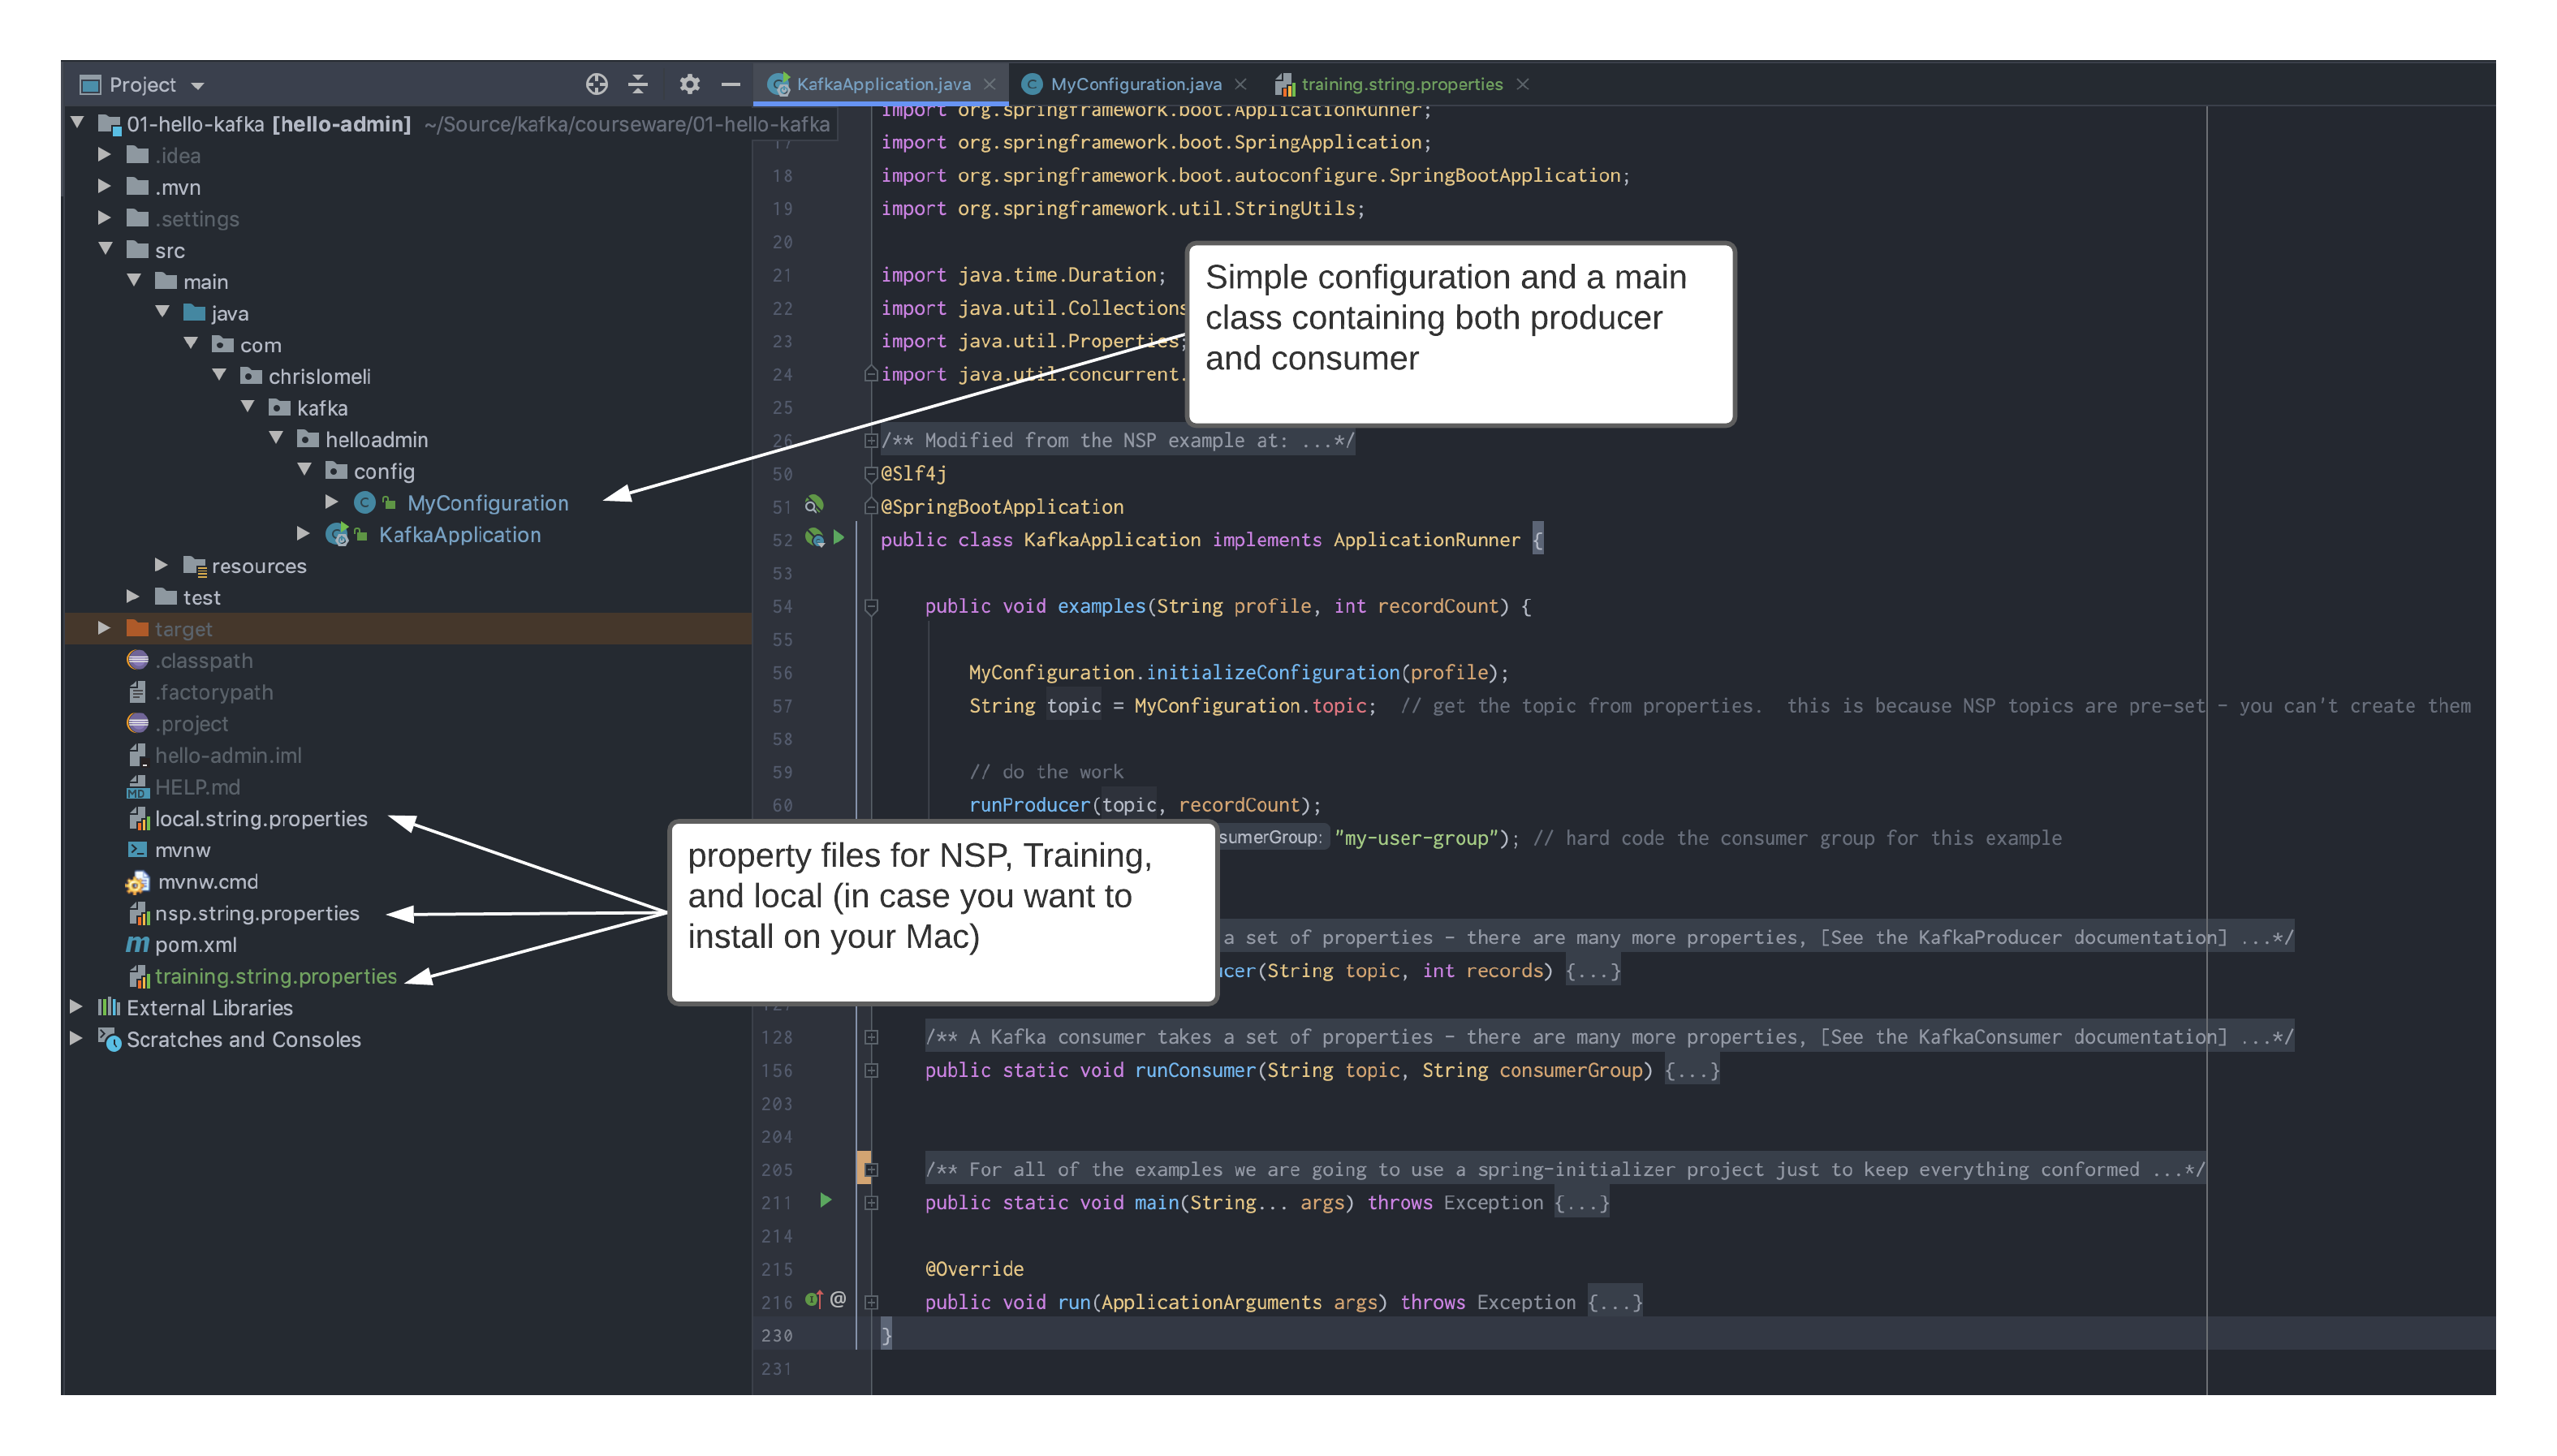 Project
KafkaApplication.java
MyConfiguration.java
training.string.properties
01-hello-kafka [hello-admin] ~/Source/kafka/courseware/01-hello-kafka
.idea
.mvn
.settings
src
main
java
com
chrislomeli
kafka
helloadmin
config
MyConfiguration
KafkaApplication
resources
test
target
.classpath
.factorypath
.project
hello-admin.iml
HELP.md
local.string.properties
mvnw
mvnw.cmd
nsp.string.properties
pom.xml
training.string.properties
External Libraries
Scratches and Consoles
import org.springframework.boot.ApplicationRunner;
17 import org.springframework.boot.SpringApplication;
18 import org.springframework.boot.autoconfigure.SpringBootApplication;
19 import org.springframework.util.StringUtils;
20
21 import java.time.Duration;
22 import java.util.Collections
23 import java.util.Properties;
24 import java.util.concurrent.
25
26 /** Modified from the NSP example at: ...*/
50 @Slf4j
51 @SpringBootApplication
52 public class KafkaApplication implements ApplicationRunner {
53
54 public void examples(String profile, int recordCount) {
55
56 MyConfiguration.initializeConfiguration(profile);
57 String topic = MyConfiguration.topic; // get the topic from properties. this is because NSP topics are pre-set - you can't create them
58
59 // do the work
60 runProducer(topic, recordCount);
sumerGroup: "my-user-group"); // hard code the consumer group for this example
a set of properties - there are many more properties, [See the KafkaProducer documentation] ...*/
ucer(String topic, int records) {...}
127
128 /** A Kafka consumer takes a set of properties - there are many more properties, [See the KafkaConsumer documentation] ...*/
156 public static void runConsumer(String topic, String consumerGroup) {...}
203
204
205 /** For all of the examples we are going to use a spring-initializer project just to keep everything conformed ...*/
211 public static void main(String... args) throws Exception {...}
214
215 @Override
216 @ public void run(ApplicationArguments args) throws Exception {...}
230 }
231
Simple configuration and a main
class containing both producer
and consumer
property files for NSP, Training,
and local (in case you want to
install on your Mac)